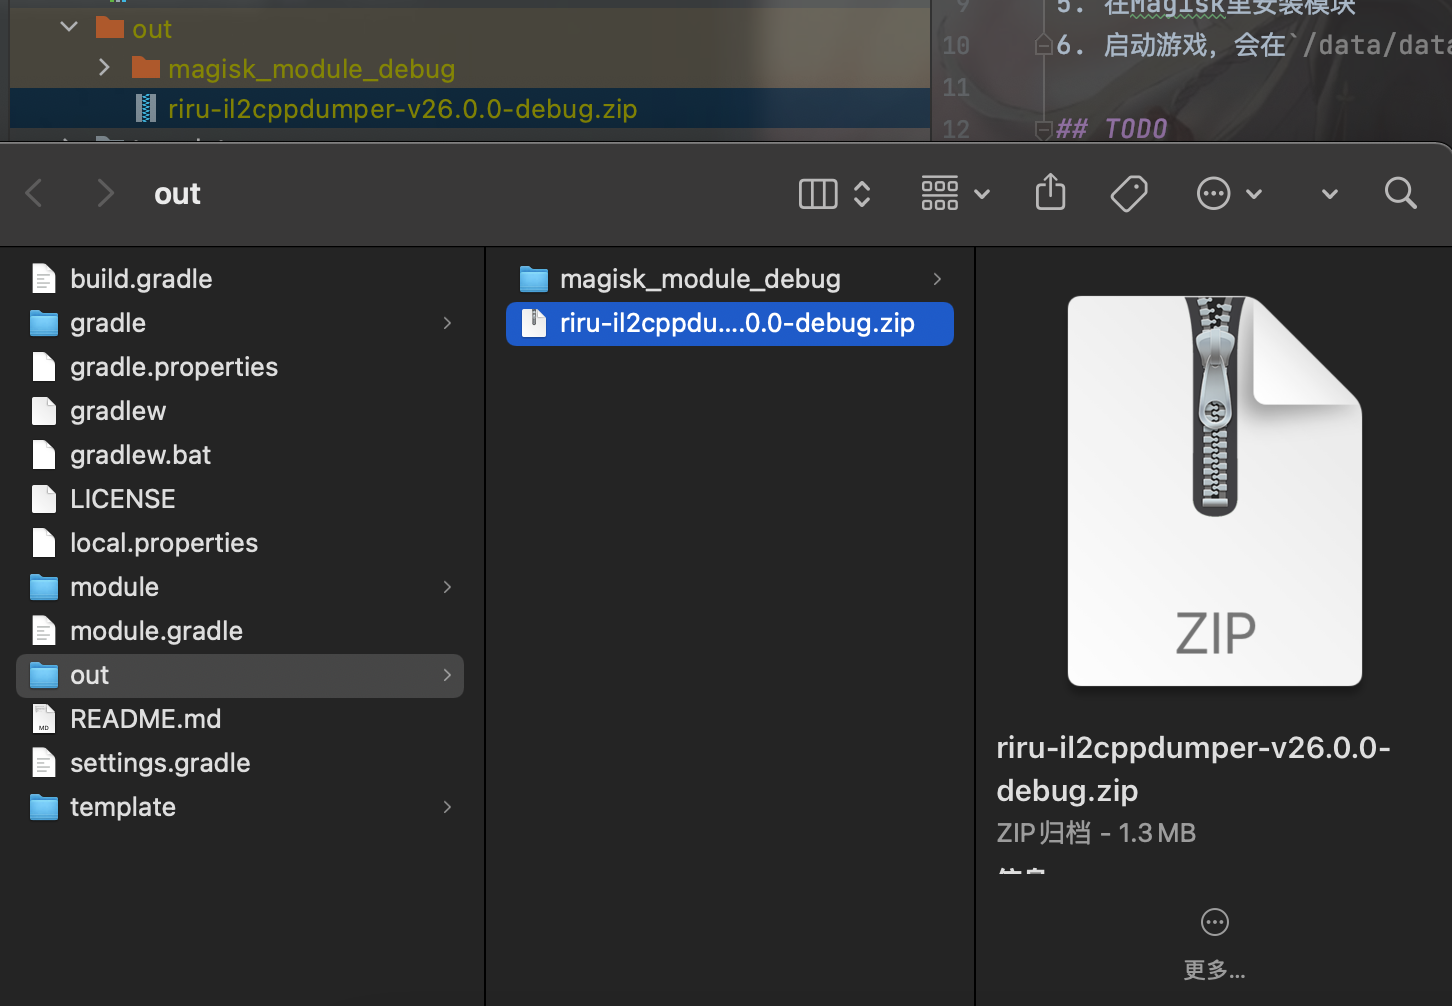 out
magisk_module_debug
riru-il2cppdumper-v26.0.0-debug.zip
9 5. 在Magisk里安装模块
10 6. 启动游戏，会在`/data/data
11
12 ## TODO
out
build.gradle
gradle
gradle.properties
gradlew
gradlew.bat
LICENSE
local.properties
module
module.gradle
out
README.md
settings.gradle
template
magisk_module_debug
riru-il2cppdu....0.0-debug.zip
ZIP
riru-il2cppdumper-v26.0.0-
debug.zip
ZIP归档 - 1.3 MB
更多...